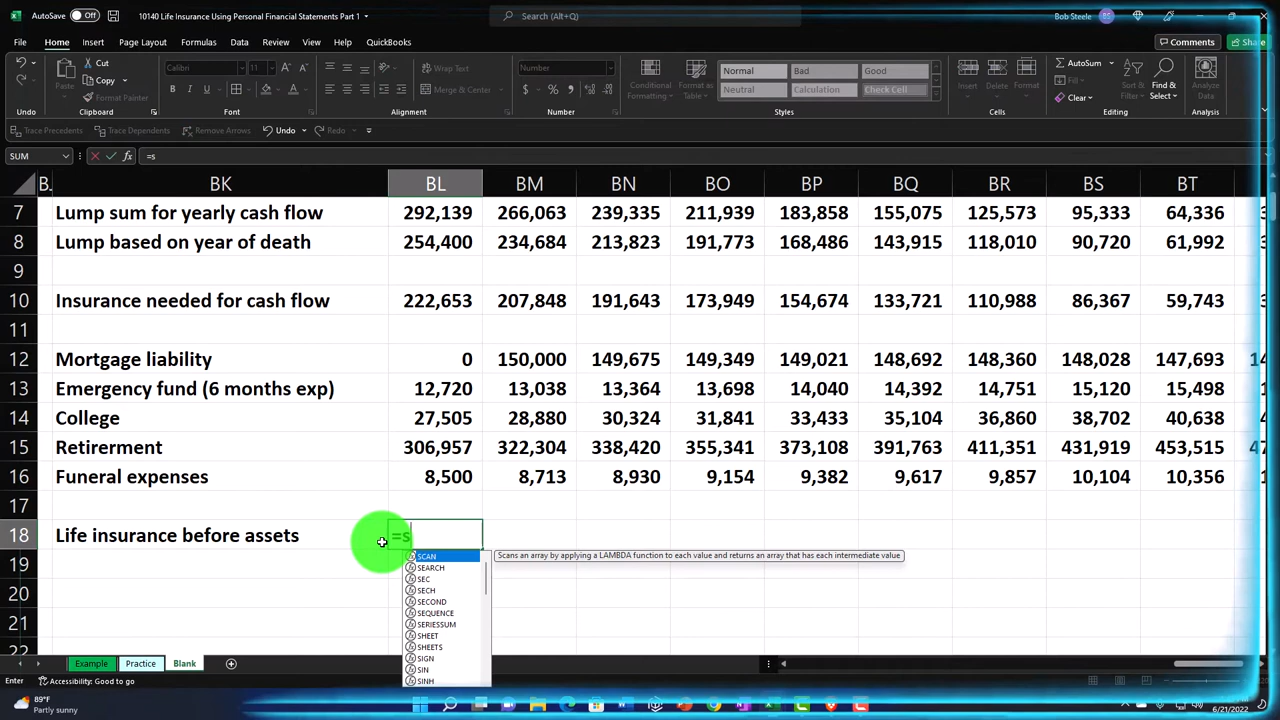 AutoSave Off 10140 Life Insurance Using Personal Financial Statements Part 1 Search (Alt+Q) Bob Steele BS
File Home Insert Page Layout Formulas Data Review View Help QuickBooks Comments Share
Cut Calibri 11 Wrap Text Number Normal Bad Good AutoSum
Paste Copy Format Painter Merge & Center Conditional Formatting Format as Table Neutral Calculation Check Cell Insert Delete Format Fill Clear Sort & Filter Find & Select Analyze Data
Undo Clipboard Font Alignment Number Styles Cells Editing Analysis
Trace Precedents Trace Dependents Remove Arrows Undo Redo
SUM =s
B. BK BL BM BN BO BP BQ BR BS BT
7 Lump sum for yearly cash flow 292,139 266,063 239,335 211,939 183,858 155,075 125,573 95,333 64,336 3
8 Lump based on year of death 254,400 234,684 213,823 191,773 168,486 143,915 118,010 90,720 61,992 3
9
10 Insurance needed for cash flow 222,653 207,848 191,643 173,949 154,674 133,721 110,988 86,367 59,743 3
11
12 Mortgage liability 0 150,000 149,675 149,349 149,021 148,692 148,360 148,028 147,693 14
13 Emergency fund (6 months exp) 12,720 13,038 13,364 13,698 14,040 14,392 14,751 15,120 15,498 1
14 College 27,505 28,880 30,324 31,841 33,433 35,104 36,860 38,702 40,638 4
15 Retirerment 306,957 322,304 338,420 355,341 373,108 391,763 411,351 431,919 453,515 47
16 Funeral expenses 8,500 8,713 8,930 9,154 9,382 9,617 9,857 10,104 10,356 1
17
18 Life insurance before assets =s
SCAN Scans an array by applying a LAMBDA function to each value and returns an array that has each intermediate value
19 SEARCH
SEC
20 SECH
SECOND
SEQUENCE
21 SERIESSUM
SHEET
22 SHEETS
SIGN
SIN
SINH
Example Practice Blank
Enter Accessibility: Good to go
89°F
Partly sunny
6/21/2022